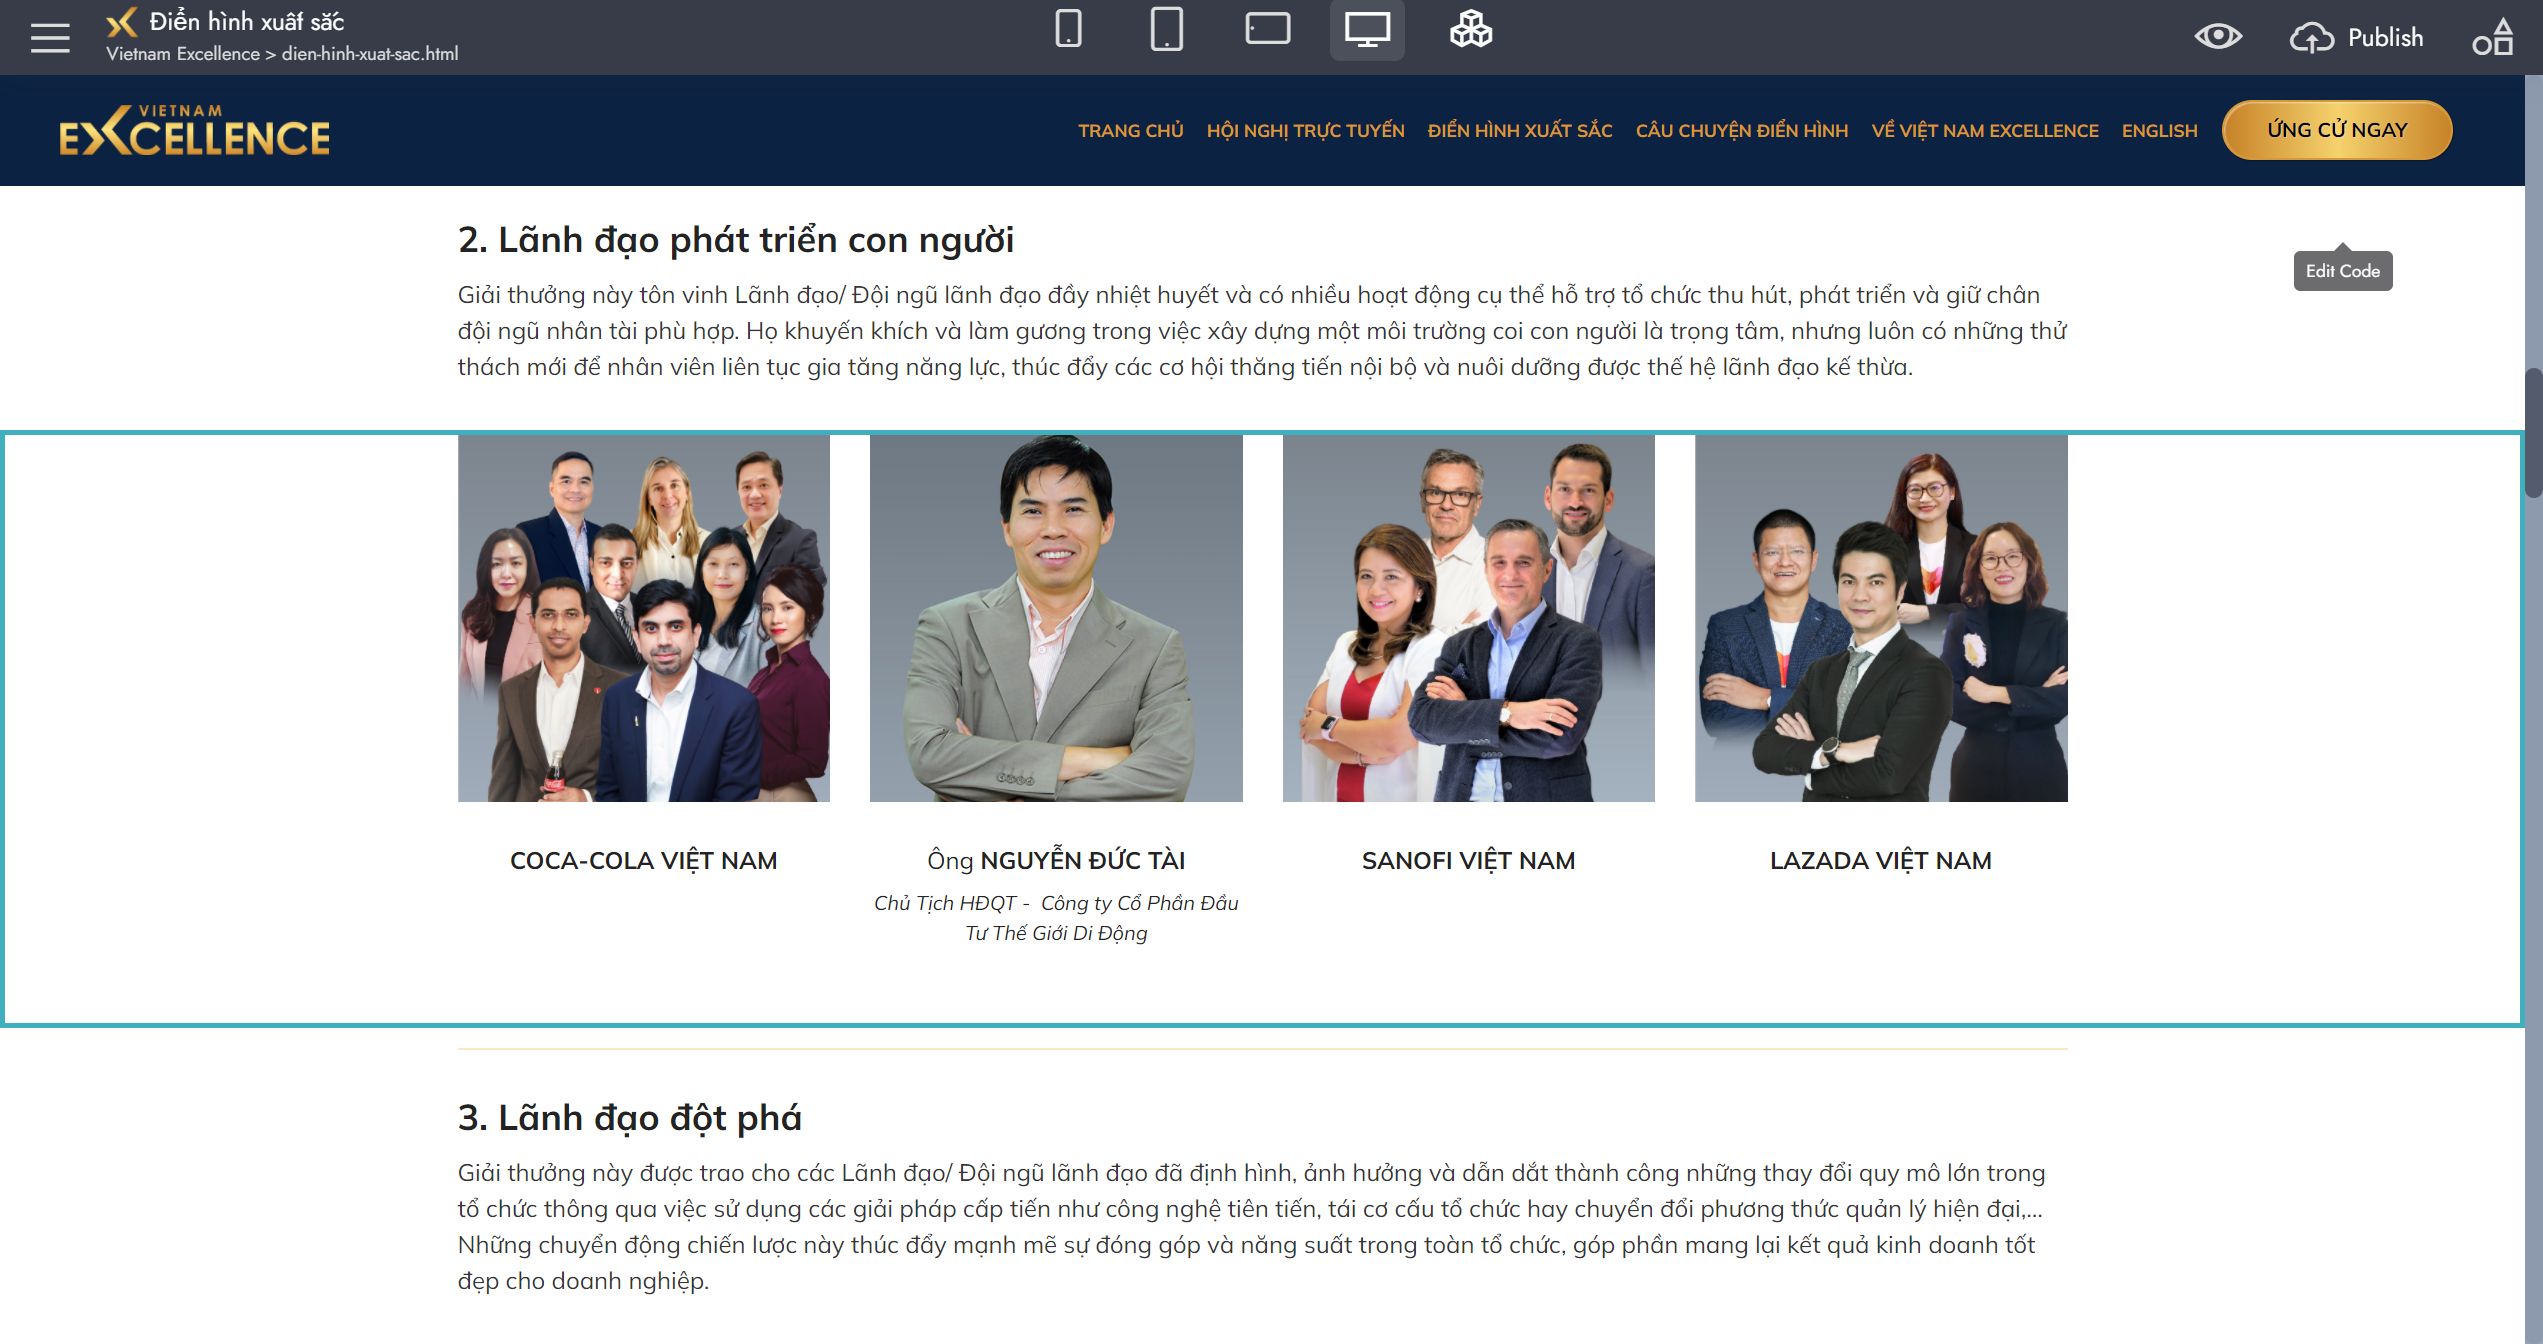 Điển hình xuất sắc
Vietnam Excellence > dien-hinh-xuat-sac.html
Publish
VIETNAM
EXCELLENCE
TRANG CHỦ
HỘI NGHỊ TRỰC TUYẾN
ĐIỂN HÌNH XUẤT SẮC
CÂU CHUYỆN ĐIỂN HÌNH
VỀ VIỆT NAM EXCELLENCE
ENGLISH
ỨNG CỬ NGAY
Edit Code
2. Lãnh đạo phát triển con người
Giải thưởng này tôn vinh Lãnh đạo/ Đội ngũ lãnh đạo đầy nhiệt huyết và có nhiều hoạt động cụ thể hỗ trợ tổ chức thu hút, phát triển và giữ chân
đội ngũ nhân tài phù hợp. Họ khuyến khích và làm gương trong việc xây dựng một môi trường coi con người là trọng tâm, nhưng luôn có những thử
thách mới để nhân viên liên tục gia tăng năng lực, thúc đẩy các cơ hội thăng tiến nội bộ và nuôi dưỡng được thế hệ lãnh đạo kế thừa.
COCA-COLA VIỆT NAM
Ông NGUYỄN ĐỨC TÀI
Chủ Tịch HĐQT - Công ty Cổ Phần Đầu
Tư Thế Giới Di Động
SANOFI VIỆT NAM
LAZADA VIỆT NAM
3. Lãnh đạo đột phá
Giải thưởng này được trao cho các Lãnh đạo/ Đội ngũ lãnh đạo đã định hình, ảnh hưởng và dẫn dắt thành công những thay đổi quy mô lớn trong
tổ chức thông qua việc sử dụng các giải pháp cấp tiến như công nghệ tiên tiến, tái cơ cấu tổ chức hay chuyển đổi phương thức quản lý hiện đại,...
Những chuyển động chiến lược này thúc đẩy mạnh mẽ sự đóng góp và năng suất trong toàn tổ chức, góp phần mang lại kết quả kinh doanh tốt
đẹp cho doanh nghiệp.